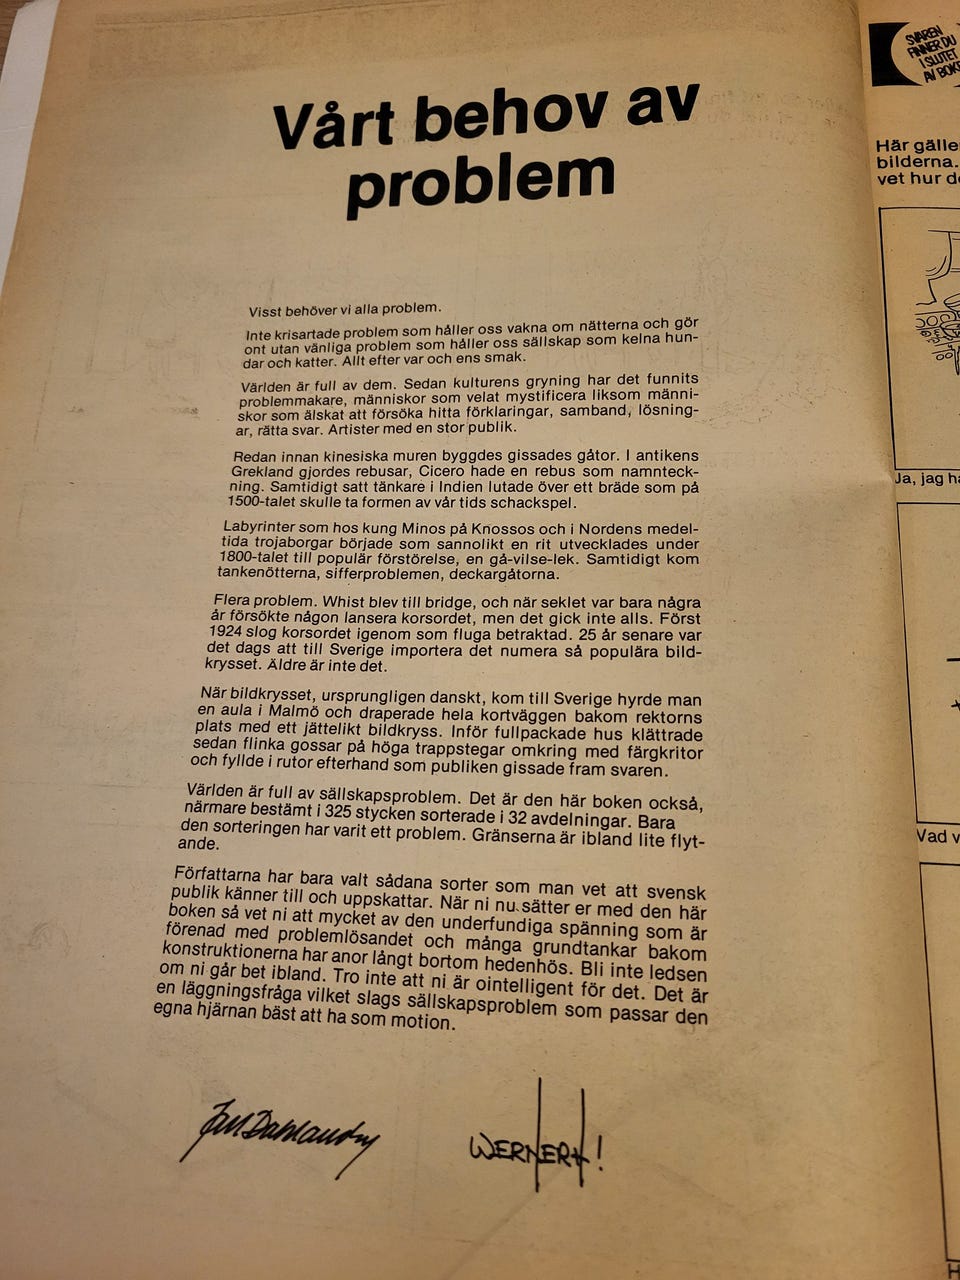 Vårt behov av
problem
Visst behöver vi alla problem.
Inte krisartade problem som håller oss vakna om nätterna och gör
ont utan vänliga problem som håller oss sällskap som kelna hun-
dar och katter. Allt efter var och ens smak.
Världen är full av dem. Sedan kulturens gryning har det funnits
problemmakare, människor som velat mystificera liksom männi-
skor som älskat att försöka hitta förklaringar, samband, lösning-
ar, rätta svar. Artister med en stor publik.
Redan innan kinesiska muren byggdes gissades gåtor. I antikens
Grekland gjordes rebusar, Cicero hade en rebus som namnteck-
ning. Samtidigt satt tänkare i Indien lutade över ett bräde som på
1500-talet skulle ta formen av vår tids schackspel.
Labyrinter som hos kung Minos på Knossos och i Nordens medel-
tida trojaborgar började som sannolikt en rit utvecklades under
1800-talet till populär förströelse, en gå-vilse-lek. Samtidigt kom
tankenötterna, sifferproblemen, deckargåtorna.
Flera problem. Whist blev till bridge, och när seklet var bara några
år försökte någon lansera korsordet, men det gick inte alls. Först
1924 slog korsordet igenom som fluga betraktad. 25 år senare var
det dags att till Sverige importera det numera så populära bild-
krysset. Äldre är inte det.
När bildkrysset, ursprungligen danskt, kom till Sverige hyrde man
en aula i Malmö och draperade hela kortväggen bakom rektorns
plats med ett jättelikt bildkryss. Inför fullpackade hus klättrade
sedan flinka gossar på höga trappstegar omkring med färgkritor
och fyllde i rutor efterhand som publiken gissade fram svaren.
Världen är full av sällskapsproblem. Det är den här boken också,
närmare bestämt i 325 stycken sorterade i 32 avdelningar. Bara
den sorteringen har varit ett problem. Gränserna är ibland lite flyt-
ande.
Författarna har bara valt sådana sorter som man vet att svensk
publik känner till och uppskattar. När ni nu sätter er med den här
boken så vet ni att mycket av den underfundiga spänning som är
förenad med problemlösandet och många grundtankar bakom
konstruktionerna har anor långt bortom hedenhös. Bli inte ledsen
om ni går bet ibland. Tro inte att ni är ointelligent för det. Det är
en läggningsfråga vilket slags sällskapsproblem som passar den
egna hjärnan bäst att ha som motion.
WERNER!
SVAREN
FINNER DU
I SLUTET
AV
Här
bilderna.
vet hur
Ja, jag
Vad